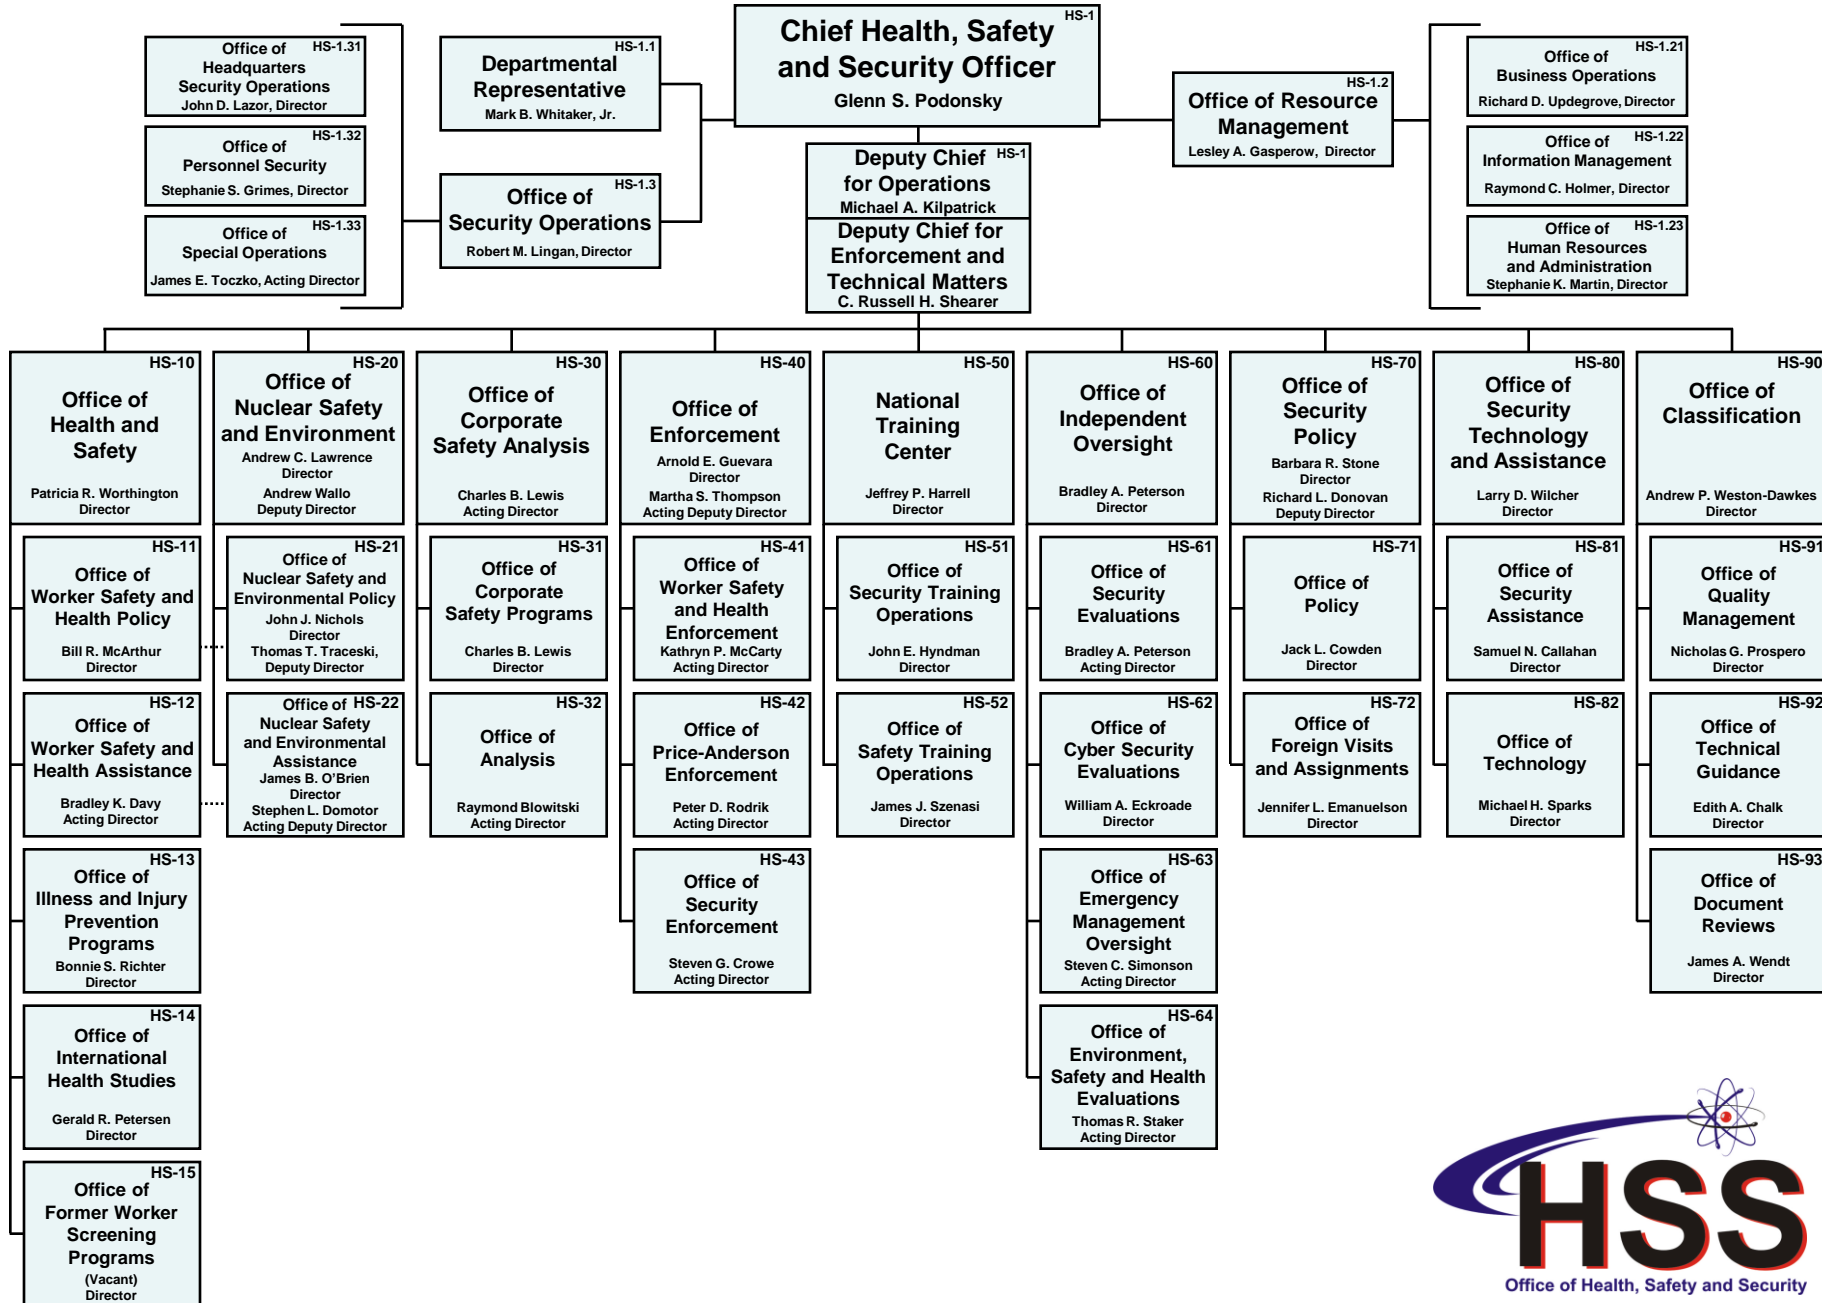 HS-1
Chief Health, Safety
and Security Officer
Glenn S. Podonsky
HS-1.31
Office of
Headquarters
Security Operations
John D. Lazor, Director
HS-1.32
Office of
Personnel Security
Stephanie S. Grimes, Director
HS-1.33
Office of
Special Operations
James E. Toczko, Acting Director
HS-1.1
Departmental
Representative
Mark B. Whitaker, Jr.
HS-1.3
Office of
Security Operations
Robert M. Lingan, Director
HS-1
Deputy Chief
for Operations
Michael A. Kilpatrick
Deputy Chief for
Enforcement and
Technical Matters
C. Russell H. Shearer
HS-1.2
Office of Resource
Management
Lesley A. Gasperow, Director
HS-1.21
Office of
Business Operations
Richard D. Updegrove, Director
HS-1.22
Office of
Information Management
Raymond C. Holmer, Director
HS-1.23
Office of
Human Resources
and Administration
Stephanie K. Martin, Director
HS-10
Office of
Health and
Safety
Patricia R. Worthington
Director
HS-11
Office of
Worker Safety and
Health Policy
Bill R. McArthur
Director
HS-12
Office of
Worker Safety and
Health Assistance
Bradley K. Davy
Acting Director
HS-13
Office of
Illness and Injury
Prevention
Programs
Bonnie S. Richter
Director
HS-14
Office of
International
Health Studies
Gerald R. Petersen
Director
HS-15
Office of
Former Worker
Screening
Programs
(Vacant)
Director
HS-20
Office of
Nuclear Safety
and Environment
Andrew C. Lawrence
Director
Andrew Wallo
Deputy Director
HS-21
Office of
Nuclear Safety and
Environmental Policy
John J. Nichols
Director
Thomas T. Traceski,
Deputy Director
HS-22
Office of
Nuclear Safety
and Environmental
Assistance
James B. O'Brien
Director
Stephen L. Domotor
Acting Deputy Director
HS-30
Office of
Corporate
Safety Analysis
Charles B. Lewis
Acting Director
HS-31
Office of
Corporate
Safety Programs
Charles B. Lewis
Director
HS-32
Office of
Analysis
Raymond Blowitski
Acting Director
HS-40
Office of
Enforcement
Arnold E. Guevara
Director
Martha S. Thompson
Acting Deputy Director
HS-41
Office of
Worker Safety
and Health
Enforcement
Kathryn P. McCarty
Acting Director
HS-42
Office of
Price-Anderson
Enforcement
Peter D. Rodrik
Acting Director
HS-43
Office of
Security
Enforcement
Steven G. Crowe
Acting Director
HS-50
National
Training
Center
Jeffrey P. Harrell
Director
HS-51
Office of
Security Training
Operations
John E. Hyndman
Director
HS-52
Office of
Safety Training
Operations
James J. Szenasi
Director
HS-60
Office of
Independent
Oversight
Bradley A. Peterson
Director
HS-61
Office of
Security
Evaluations
Bradley A. Peterson
Acting Director
HS-62
Office of
Cyber Security
Evaluations
William A. Eckroade
Director
HS-63
Office of
Emergency
Management
Oversight
Steven C. Simonson
Acting Director
HS-64
Office of
Environment,
Safety and Health
Evaluations
Thomas R. Staker
Acting Director
HS-70
Office of
Security
Policy
Barbara R. Stone
Director
Richard L. Donovan
Deputy Director
HS-71
Office of
Policy
Jack L. Cowden
Director
HS-72
Office of
Foreign Visits
and Assignments
Jennifer L. Emanuelson
Director
HS-80
Office of
Security
Technology
and Assistance
Larry D. Wilcher
Director
HS-81
Office of
Security
Assistance
Samuel N. Callahan
Director
HS-82
Office of
Technology
Michael H. Sparks
Director
HS-90
Office of
Classification
Andrew P. Weston-Dawkes
Director
HS-91
Office of
Quality
Management
Nicholas G. Prospero
Director
HS-92
Office of
Technical
Guidance
Edith A. Chalk
Director
HS-93
Office of
Document
Reviews
James A. Wendt
Director
HSS
Office of Health, Safety and Security